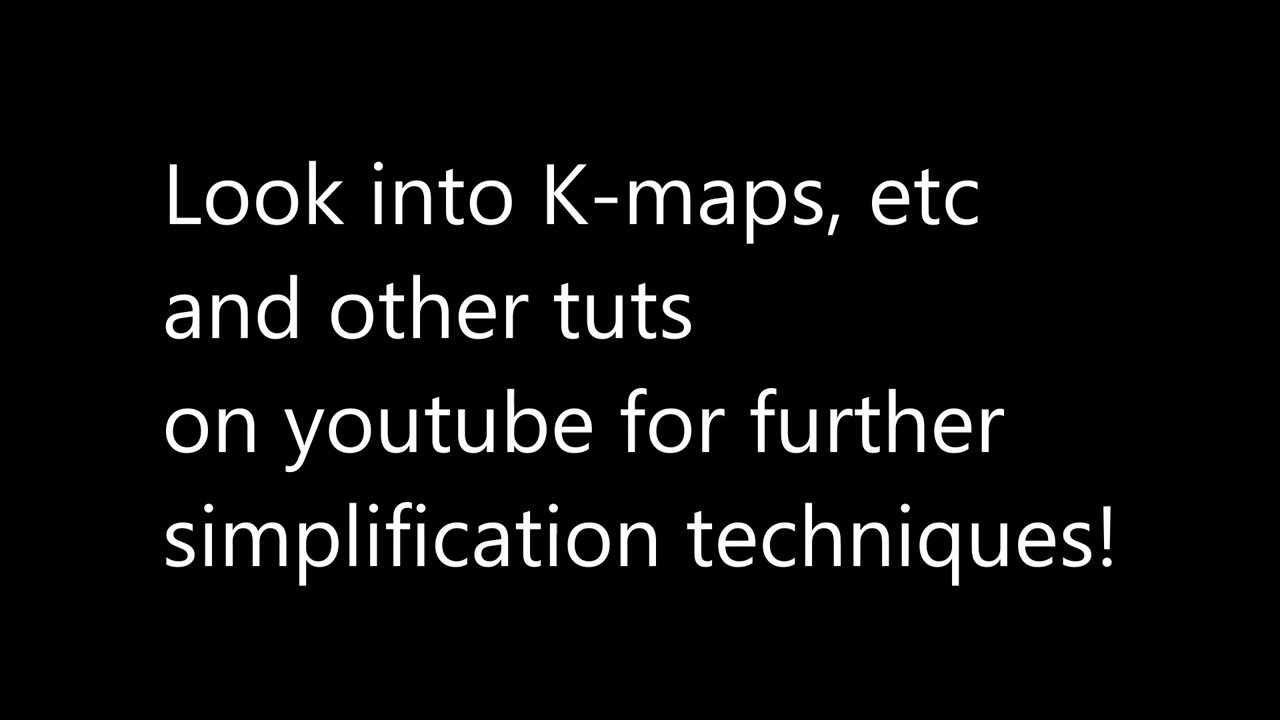 Look into K-maps, etc
and other tuts
on youtube for further
simplification techniques!